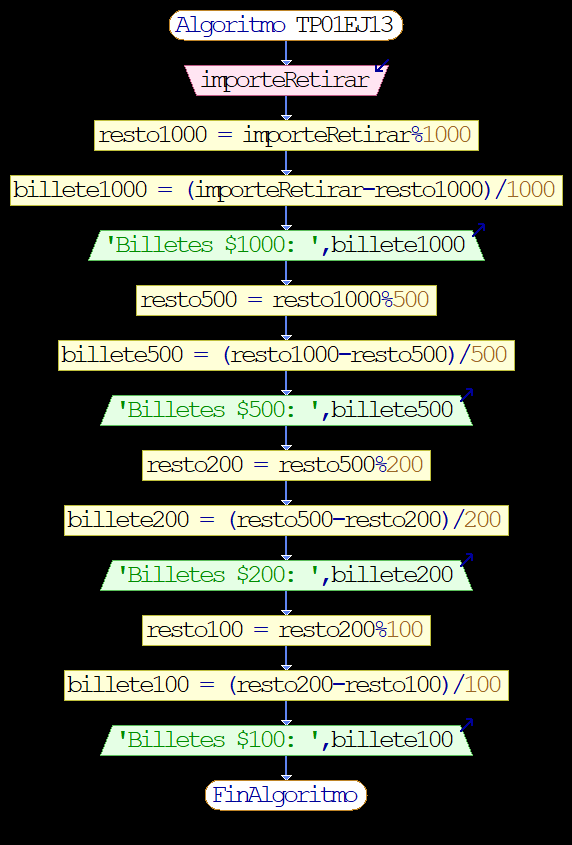 Algoritmo TP01EJ13
importeRetirar
resto1000 = importeRetirar%1000
billete1000 = (importeRetirar-resto1000)/1000
'Billetes $1000: ',billete1000
resto500 = resto1000%500
billete500 = (resto1000-resto500)/500
'Billetes $500: ',billete500
resto200 = resto500%200
billete200 = (resto500-resto200)/200
'Billetes $200: ',billete200
resto100 = resto200%100
billete100 = (resto200-resto100)/100
'Billetes $100: ',billete100
FinAlgoritmo